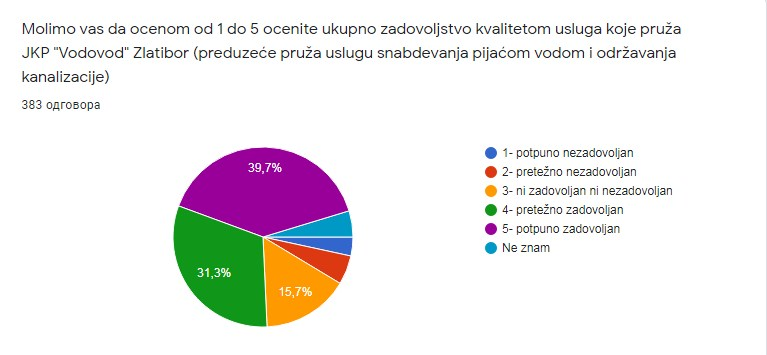 Molimo vas da ocenom od 1 do 5 ocenite ukupno zadovoljstvo kvalitetom usluga koje pruža
JKP "Vodovod" Zlatibor (preduzeće pruža uslugu snabdevanja pijaćom vodom i održavanja
kanalizacije)
383 одговора
39,7%
31,3%
15,7%
1- potpuno nezadovoljan
2- pretežno nezadovoljan
3- ni zadovoljan ni nezadovoljan
4- pretežno zadovoljan
5- potpuno zadovoljan
Ne znam